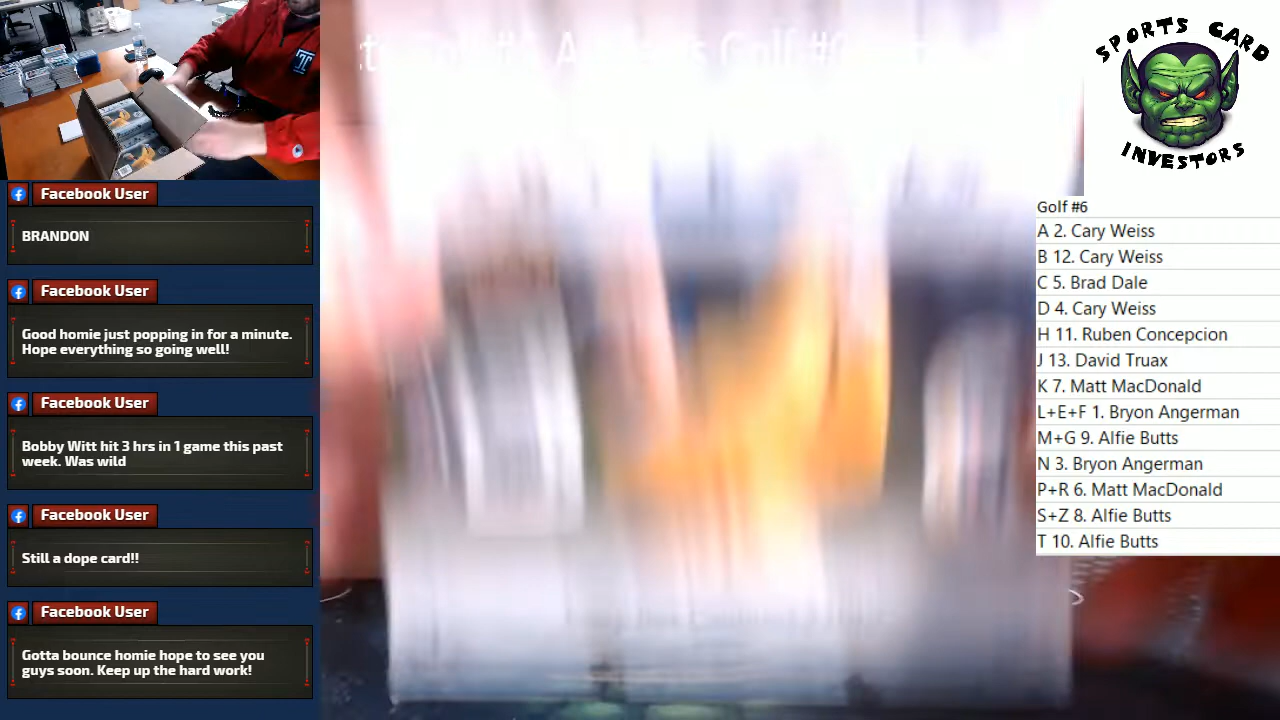 Facebook User
BRANDON
Facebook User
Good homie just popping in for a minute.
Hope everything so going well!
Facebook User
Bobby Witt hit 3 hrs in 1 game this past
week. Was wild
Facebook User
Still a dope card!!
Facebook User
Gotta bounce homie hope to see you
guys soon. Keep up the hard work!
Golf
SPORTS CARD
INVESTORS
Golf #6
A 2. Cary Weiss
B 12. Cary Weiss
C 5. Brad Dale
D 4. Cary Weiss
H 11. Ruben Concepcion
J 13. David Truax
K 7. Matt MacDonald
L+E+F 1. Bryon Angerman
M+G 9. Alfie Butts
N 3. Bryon Angerman
P+R 6. Matt MacDonald
S+Z 8. Alfie Butts
T 10. Alfie Butts